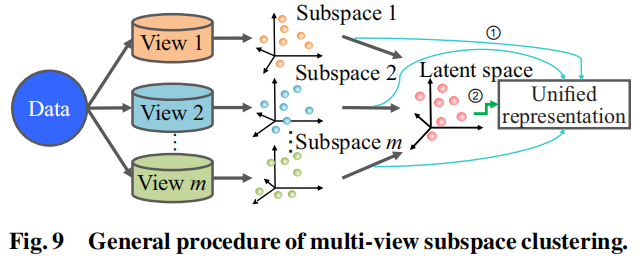 Subspace 1
①
View 1
Subspace 2
Latent space
Data
View 2
②
Unified
representation
Subspace m
View m
Fig. 9 General procedure of multi-view subspace clustering.